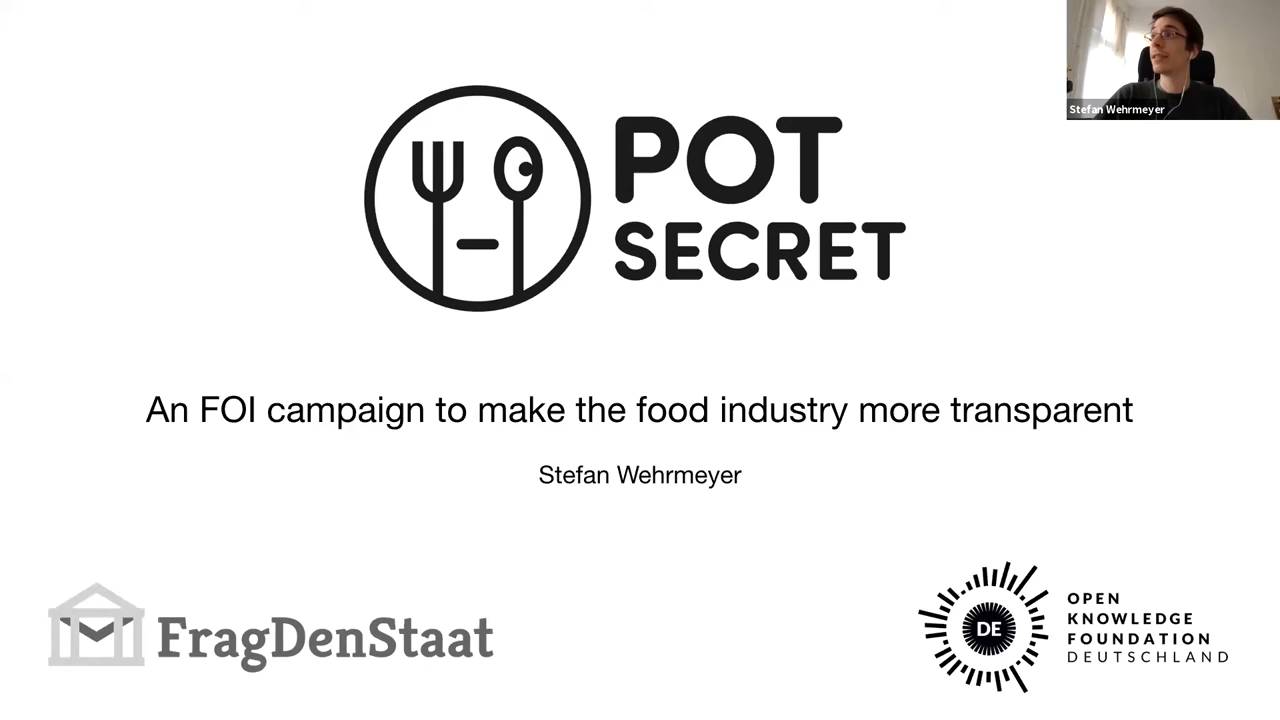 Stefan Wehrmeyer
POT
SECRET
An FOI campaign to make the food industry more transparent
Stefan Wehrmeyer
FragDenStaat
DE
OPEN
KNOWLEDGE
FOUNDATION
DEUTSCHLAND